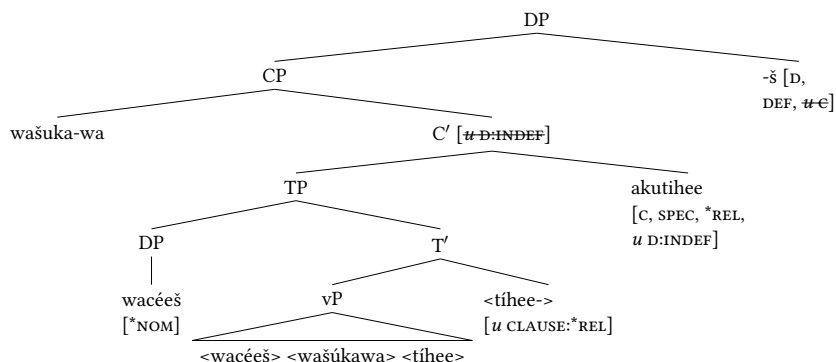 DP
CP
-š [D,
DEF, u C]
wašuka-wa
C′ [u D:INDEF]
TP
akutihee
[C, SPEC, *REL,
u D:INDEF]
DP
T′
wacéeš
[*NOM]
vP
<tíhee->
[u CLAUSE:*REL]
<wacéeš> <wašúkawa> <tíhee>